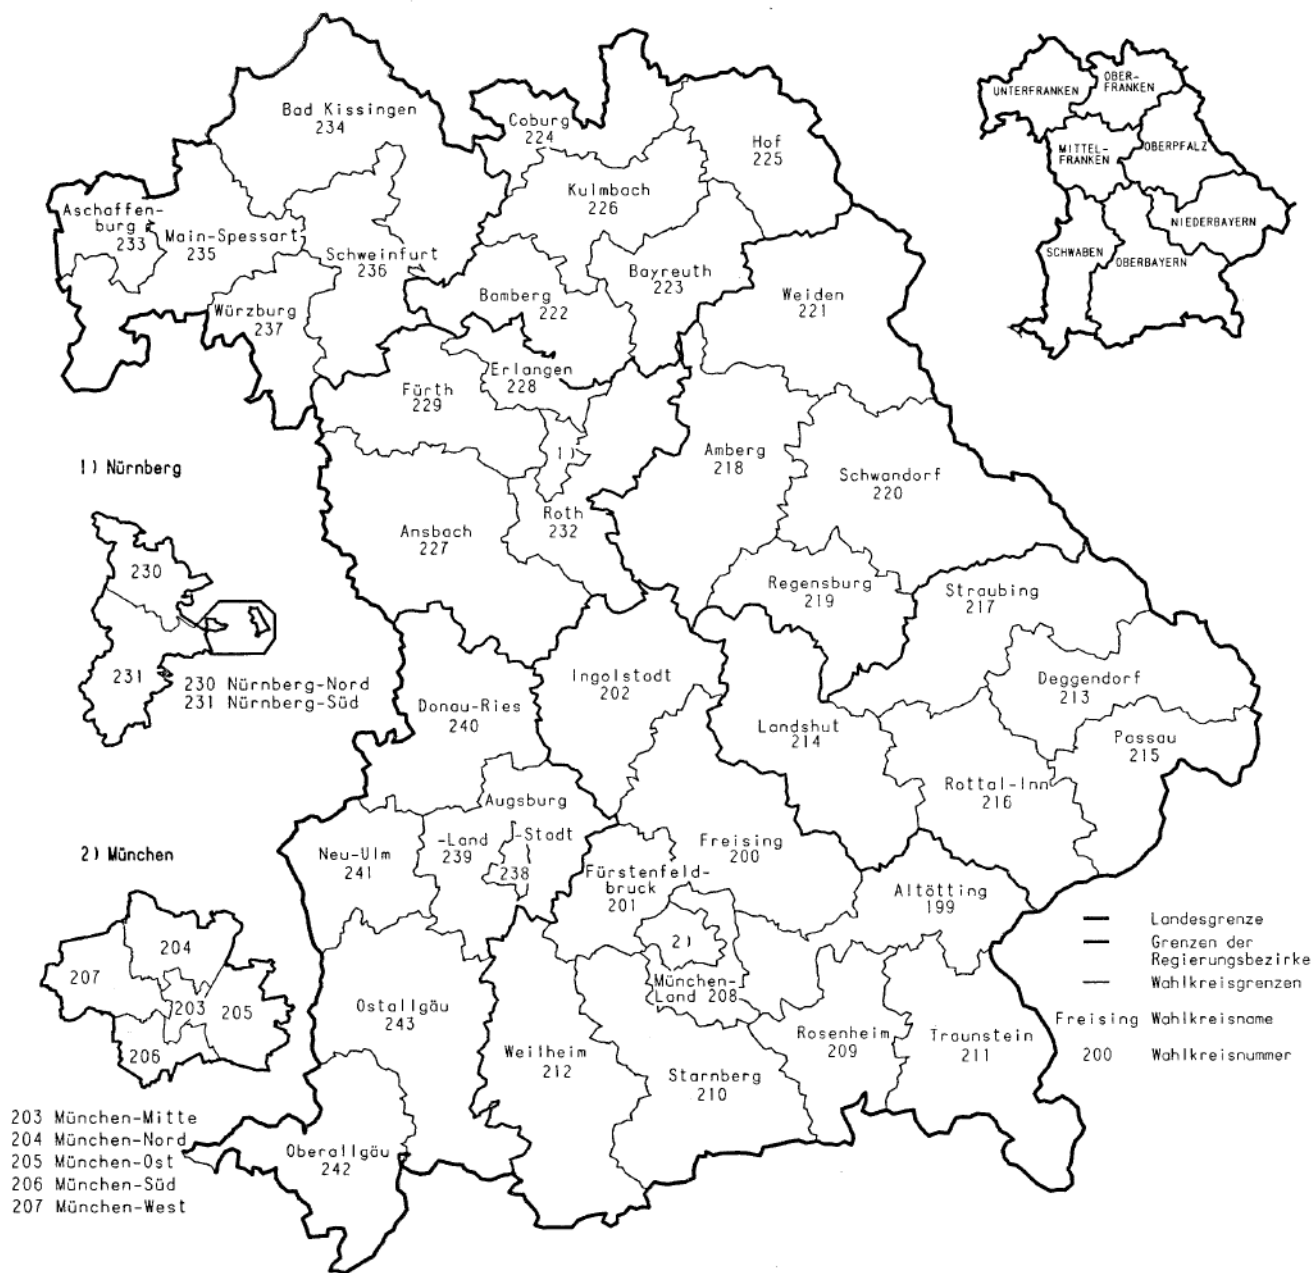 Bad Kissingen
234
Coburg
224
Hof
225
Kulmbach
226
Aschaffen-
burg
233
Main-Spessart
235
Schweinfurt
236
Bayreuth
223
Bamberg
222
Würzburg
237
Weiden
221
Erlangen
228
Fürth
229
1)
Amberg
218
Schwandorf
220
Ansbach
227
Roth
232
Regensburg
219
Straubing
217
Ingolstadt
202
Deggendorf
213
Donau-Ries
240
Landshut
214
Passau
215
Rottal-Inn
216
Augsburg
-Land
239
-Stadt
238
Neu-Ulm
241
Freising
200
Fürstenfeld-
bruck
201
Altötting
199
2)
München-
Land 208
Ostallgäu
243
Weilheim
212
Starnberg
210
Rosenheim
209
Traunstein
211
Oberallgäu
242
UNTERFRANKEN
OBER-
FRANKEN
MITTEL-
FRANKEN
OBERPFALZ
NIEDERBAYERN
SCHWABEN
OBERBAYERN
1) Nürnberg
230
231
230 Nürnberg-Nord
231 Nürnberg-Süd
2) München
204
207
203
205
206
203 München-Mitte
204 München-Nord
205 München-Ost
206 München-Süd
207 München-West
Landesgrenze
Grenzen der
Regierungsbezirke
Wahlkreisgrenzen
Freising Wahlkreisname
200 Wahlkreisnummer